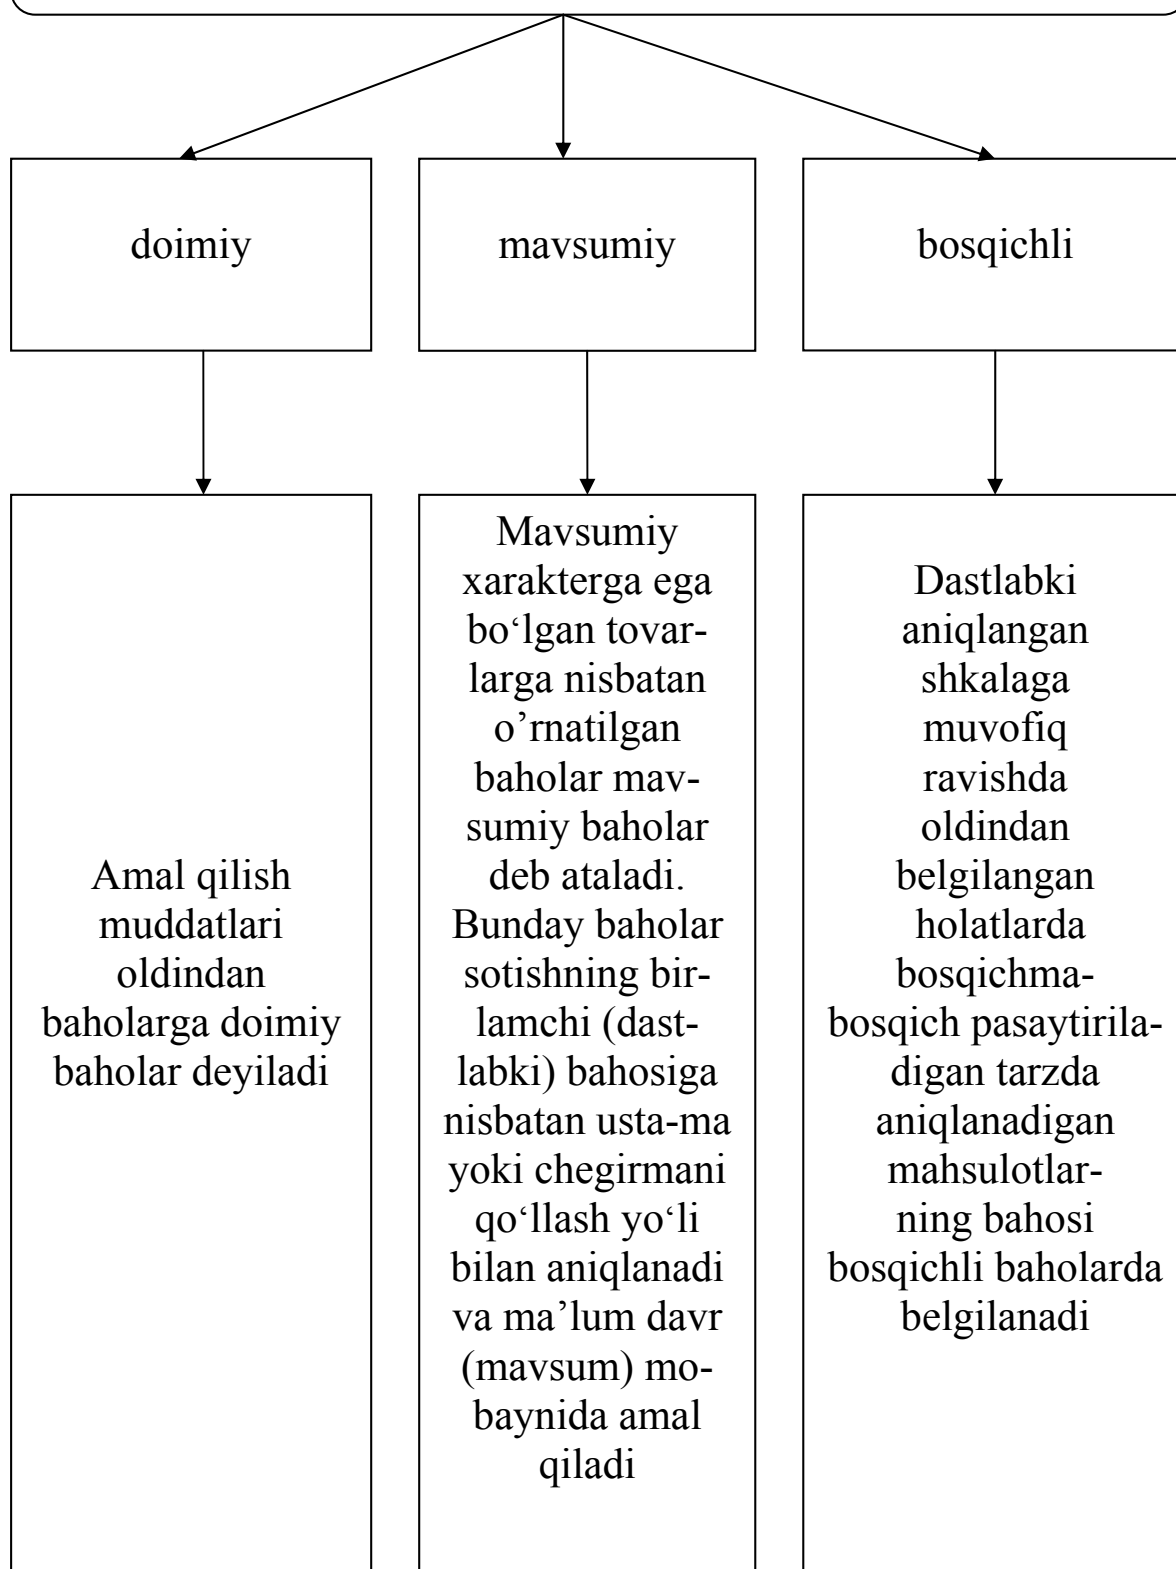 doimiy
mavsumiy
bosqichli
Amal qilish
muddatlari
oldindan
baholarga doimiy
baholar deyiladi
Mavsumiy
xarakterga ega
bo‘lgan tovar-
larga nisbatan
o’rnatilgan
baholar mav-
sumiy baholar
deb ataladi.
Bunday baholar
sotishning bir-
lamchi (dast-
labki) bahosiga
nisbatan usta-ma
yoki chegirmani
qo‘llash yo‘li
bilan aniqlanadi
va ma’lum davr
(mavsum) mo-
baynida amal
qiladi
Dastlabki
aniqlangan
shkalaga
muvofiq
ravishda
oldindan
belgilangan
holatlarda
bosqichma-
bosqich pasaytirila-
digan tarzda
aniqlanadigan
mahsulotlar-
ning bahosi
bosqichli baholarda
belgilanadi